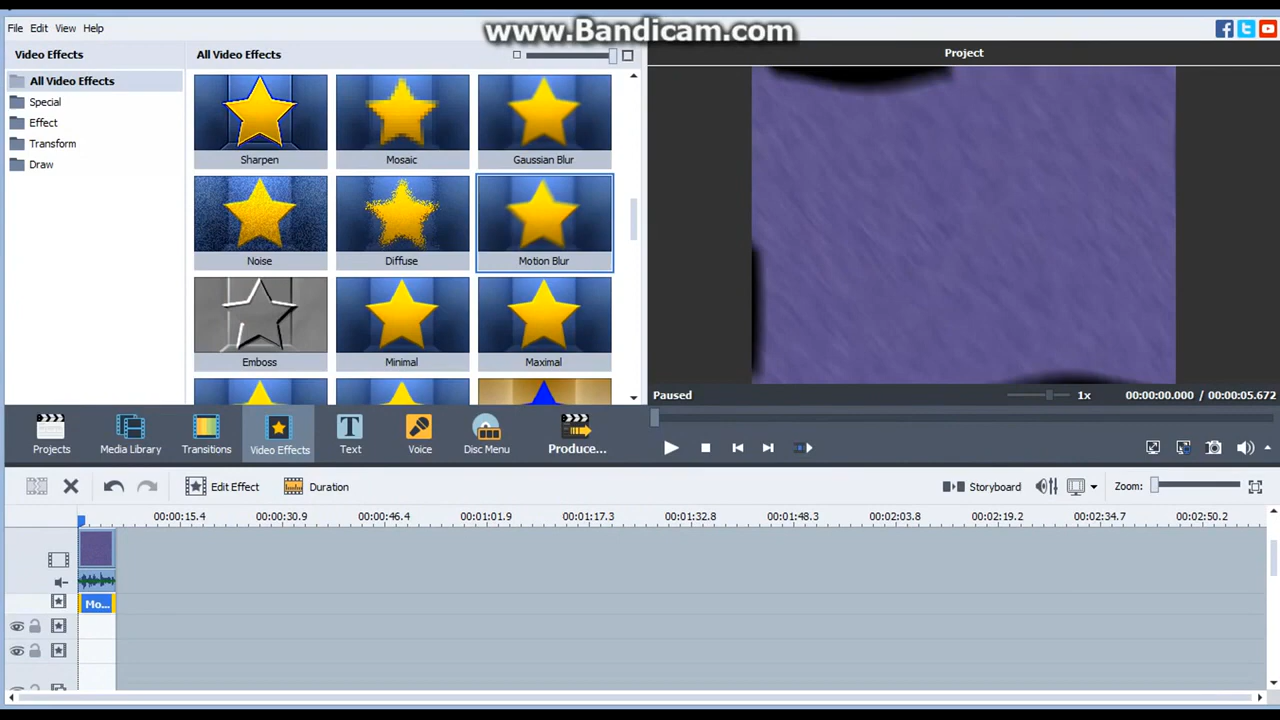 www.Bandicam.com
File Edit View Help
Video Effects
All Video Effects
Special
Effect
Transform
Draw
All Video Effects
Sharpen Mosaic Gaussian Blur
Noise Diffuse Motion Blur
Emboss Minimal Maximal
Project
Paused 1x 00:00:00.000 / 00:00:05.672
Projects Media Library Transitions Video Effects Text Voice Disc Menu Produce...
Edit Effect Duration Storyboard Zoom:
00:00:15.4 00:00:30.9 00:00:46.4 00:01:01.9 00:01:17.3 00:01:32.8 00:01:48.3 00:02:03.8 00:02:19.2 00:02:34.7 00:02:50.2
Mo...